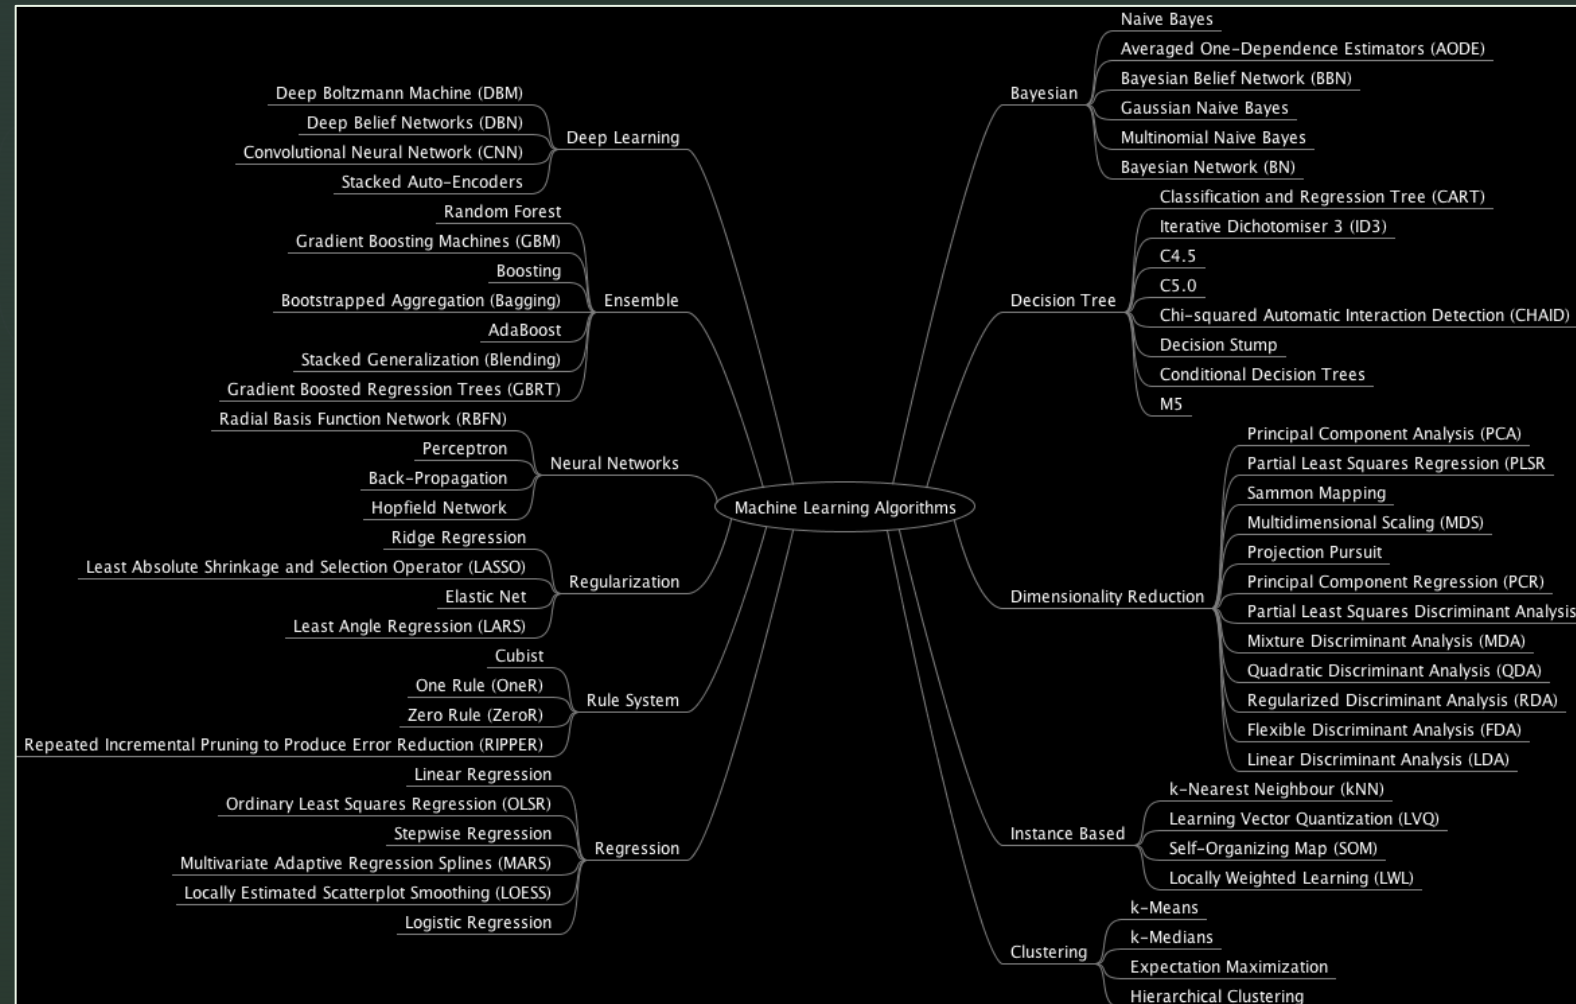 Machine Learning Algorithms
Deep Learning
Deep Boltzmann Machine (DBM)
Deep Belief Networks (DBN)
Convolutional Neural Network (CNN)
Stacked Auto-Encoders
Ensemble
Random Forest
Gradient Boosting Machines (GBM)
Boosting
Bootstrapped Aggregation (Bagging)
AdaBoost
Stacked Generalization (Blending)
Gradient Boosted Regression Trees (GBRT)
Neural Networks
Radial Basis Function Network (RBFN)
Perceptron
Back-Propagation
Hopfield Network
Regularization
Ridge Regression
Least Absolute Shrinkage and Selection Operator (LASSO)
Elastic Net
Least Angle Regression (LARS)
Rule System
Cubist
One Rule (OneR)
Zero Rule (ZeroR)
Repeated Incremental Pruning to Produce Error Reduction (RIPPER)
Regression
Linear Regression
Ordinary Least Squares Regression (OLSR)
Stepwise Regression
Multivariate Adaptive Regression Splines (MARS)
Locally Estimated Scatterplot Smoothing (LOESS)
Logistic Regression
Bayesian
Naive Bayes
Averaged One-Dependence Estimators (AODE)
Bayesian Belief Network (BBN)
Gaussian Naive Bayes
Multinomial Naive Bayes
Bayesian Network (BN)
Decision Tree
Classification and Regression Tree (CART)
Iterative Dichotomiser 3 (ID3)
C4.5
C5.0
Chi-squared Automatic Interaction Detection (CHAID)
Decision Stump
Conditional Decision Trees
M5
Dimensionality Reduction
Principal Component Analysis (PCA)
Partial Least Squares Regression (PLSR
Sammon Mapping
Multidimensional Scaling (MDS)
Projection Pursuit
Principal Component Regression (PCR)
Partial Least Squares Discriminant Analysis
Mixture Discriminant Analysis (MDA)
Quadratic Discriminant Analysis (QDA)
Regularized Discriminant Analysis (RDA)
Flexible Discriminant Analysis (FDA)
Linear Discriminant Analysis (LDA)
Instance Based
k-Nearest Neighbour (kNN)
Learning Vector Quantization (LVQ)
Self-Organizing Map (SOM)
Locally Weighted Learning (LWL)
Clustering
k-Means
k-Medians
Expectation Maximization
Hierarchical Clustering